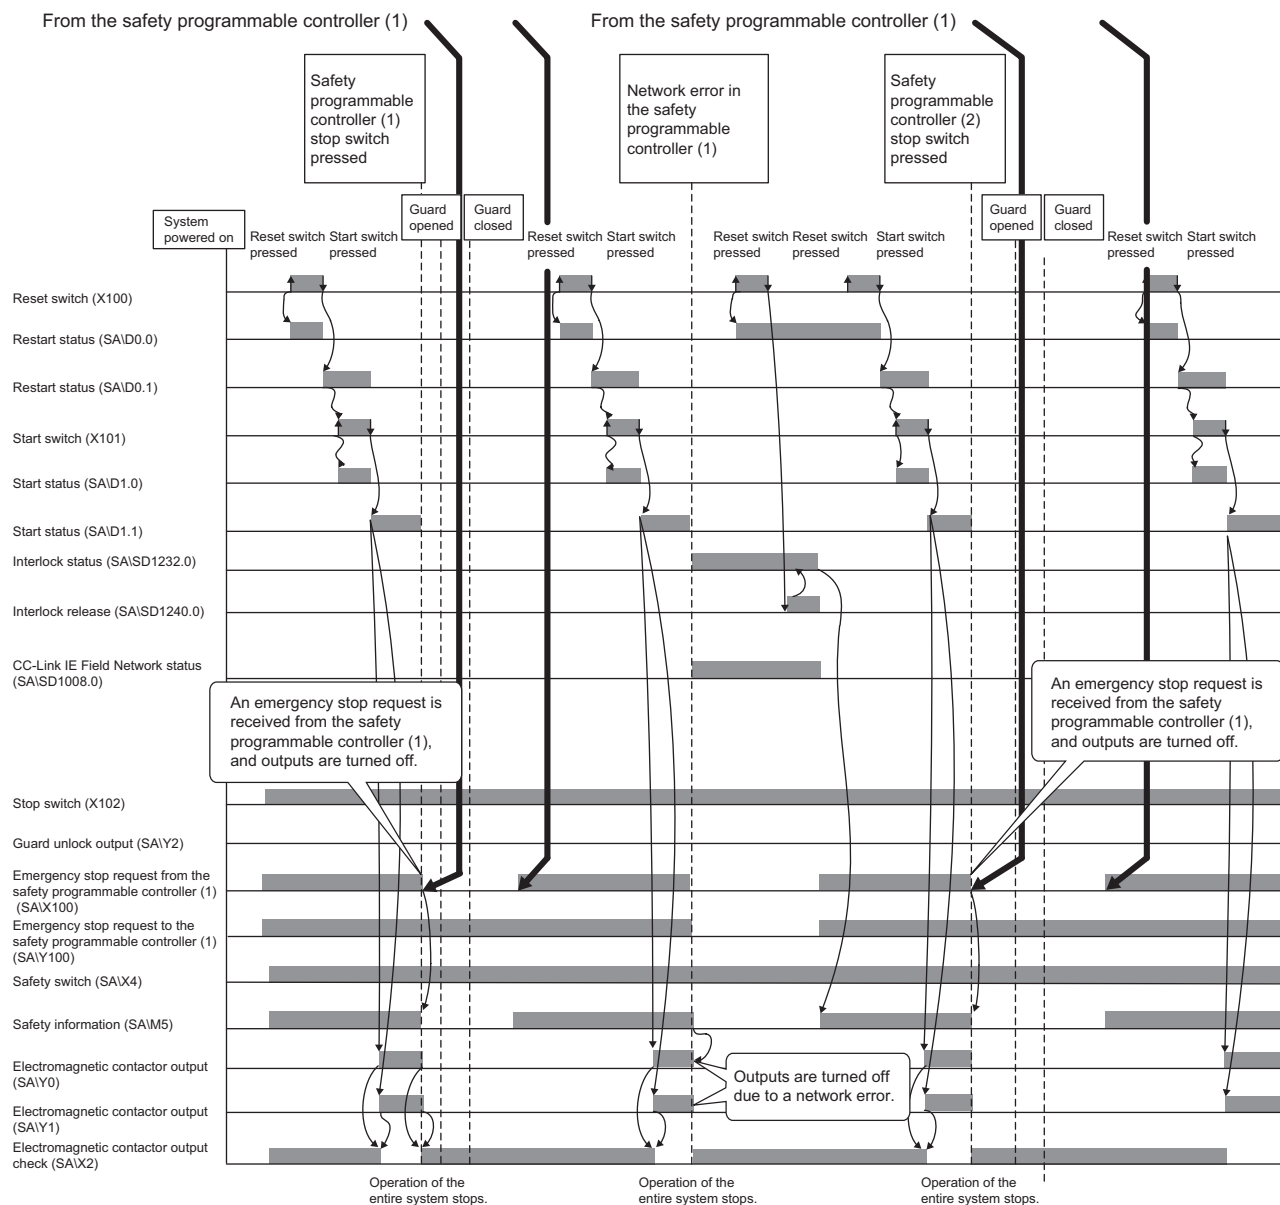 From the safety programmable controller (1)
From the safety programmable controller (1)
Safety
programmable
controller (1)
stop switch
pressed
Network error in
the safety
programmable
controller (1)
Safety
programmable
controller (2)
stop switch
pressed
System
powered on
Guard
opened
Guard
closed
Guard
opened
Guard
closed
Reset switch
pressed
Start switch
pressed
Reset switch
pressed
Start switch
pressed
Reset switch
pressed
Reset switch
pressed
Start switch
pressed
Reset switch
pressed
Start switch
pressed
Reset switch (X100)
Restart status (SA\D0.0)
Restart status (SA\D0.1)
Start switch (X101)
Start status (SA\D1.0)
Start status (SA\D1.1)
Interlock status (SA\SD1232.0)
Interlock release (SA\SD1240.0)
CC-Link IE Field Network status
(SA\SD1008.0)
An emergency stop request is
received from the safety
programmable controller (1),
and outputs are turned off.
An emergency stop request is
received from the safety
programmable controller (1),
and outputs are turned off.
Stop switch (X102)
Guard unlock output (SA\Y2)
Emergency stop request from the
safety programmable controller (1)
(SA\X100)
Emergency stop request to the
safety programmable controller (1)
(SA\Y100)
Safety switch (SA\X4)
Safety information (SA\M5)
Electromagnetic contactor output
(SA\Y0)
Outputs are turned off
due to a network error.
Electromagnetic contactor output
(SA\Y1)
Electromagnetic contactor output
check (SA\X2)
Operation of the
entire system stops.
Operation of the
entire system stops.
Operation of the
entire system stops.